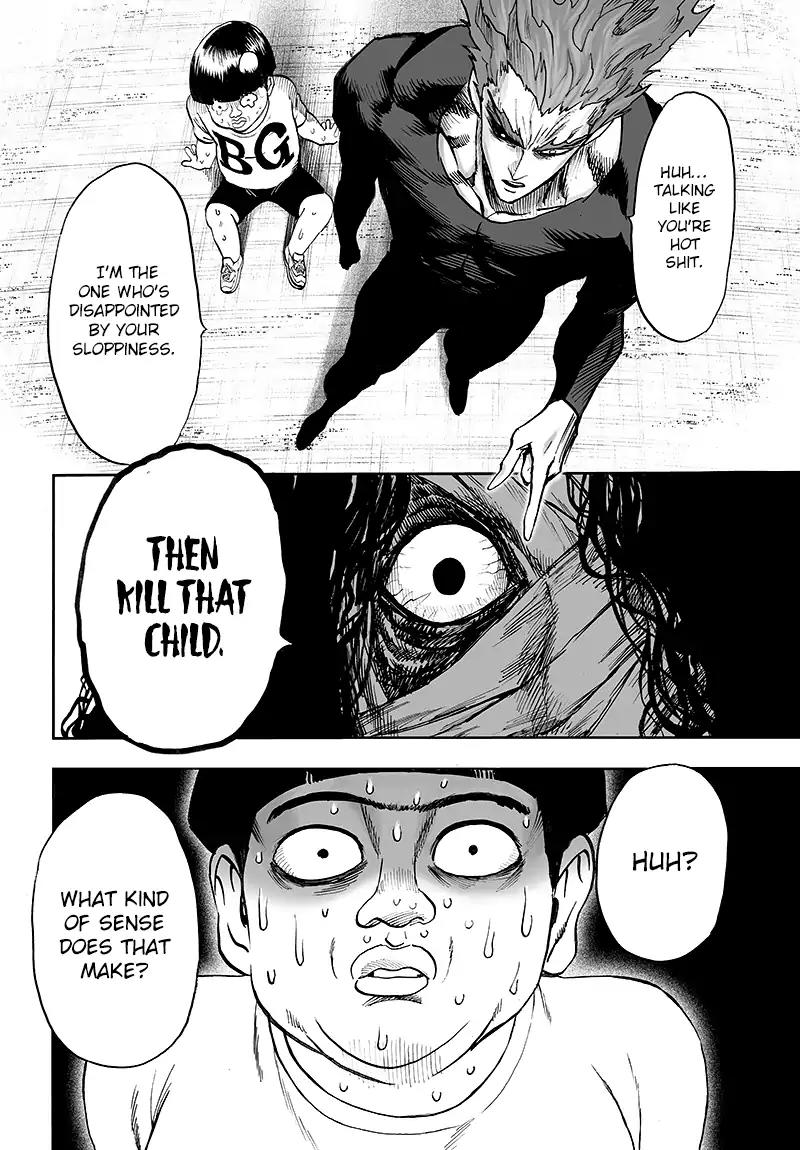 HUH...
TALKING
LIKE
YOU'RE
HOT
SHIT.
I'M THE
ONE WHO'S
DISAPPOINTED
BY YOUR
SLOPPINESS.
BG
THEN
KILL THAT
CHILD.
HUH?
WHAT KIND
OF SENSE
DOES THAT
MAKE?